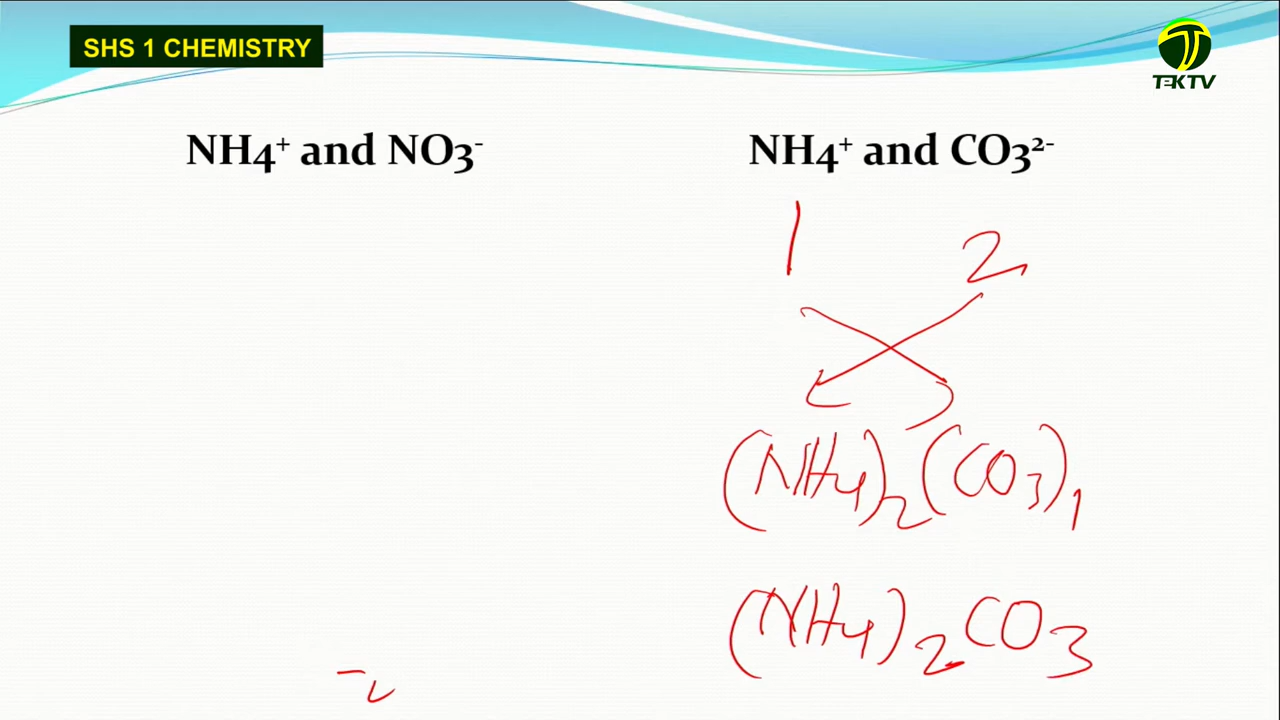 SHS 1 CHEMISTRY
TEKTV
NH4⁺ and NO3⁻
NH4⁺ and CO3²⁻
1 2
(NH4)₂(CO3)₁
(NH4)₂CO3